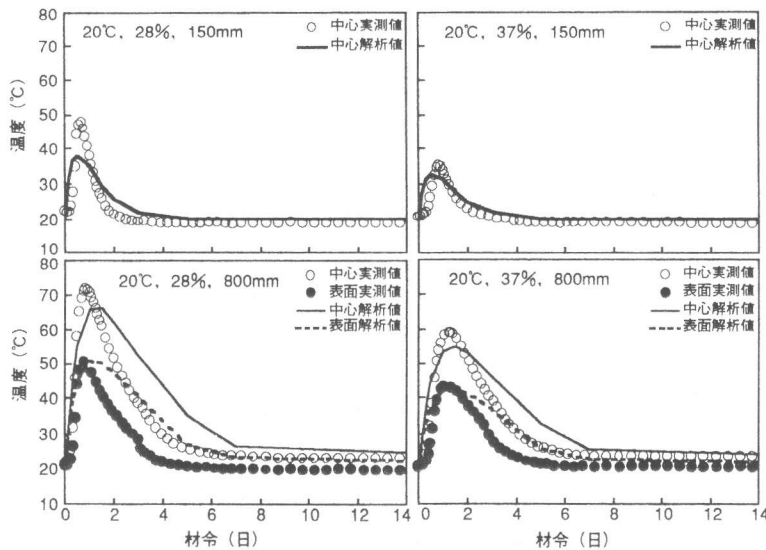 80
70
60
50
40
30
20
10
温度（℃）
20℃，28％，150mm
○ 中心実測値
中心解析値
20℃，37％，150mm
○ 中心実測値
中心解析値
80
70
60
50
40
30
20
10
温度（℃）
20℃，28％，800mm
○ 中心実測値
● 表面実測値
中心解析値
表面解析値
0 2 4 6 8 10 12 14
材令（日）
20℃，37％，800mm
○ 中心実測値
● 表面実測値
中心解析値
表面解析値
0 2 4 6 8 10 12 14
材令（日）